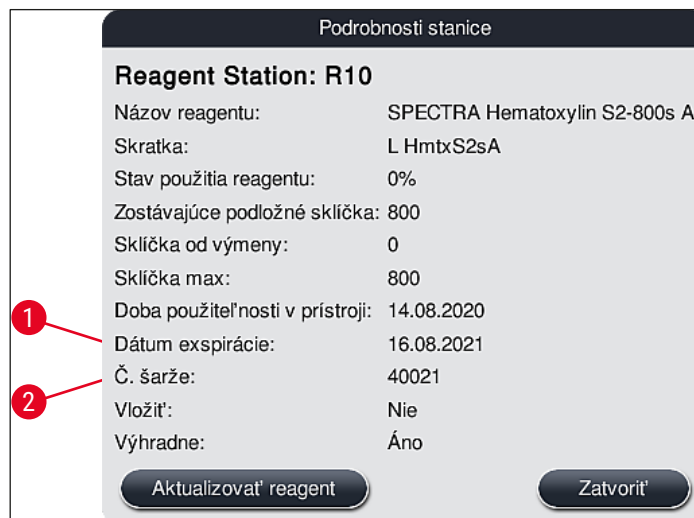 Podrobnosti stanice
Reagent Station: R10
Názov reagentu: SPECTRA Hematoxylin S2-800s A
Skratka: L HmtxS2sA
Stav použitia reagentu: 0%
Zostávajúce podložné sklíčka: 800
Sklíčka od výmeny: 0
Sklíčka max: 800
Doba použiteľnosti v prístroji: 14.08.2020
1 Dátum exspirácie: 16.08.2021
2 Č. šarže: 40021
Vložiť: Nie
Výhradne: Áno
Aktualizovať reagent Zatvoriť